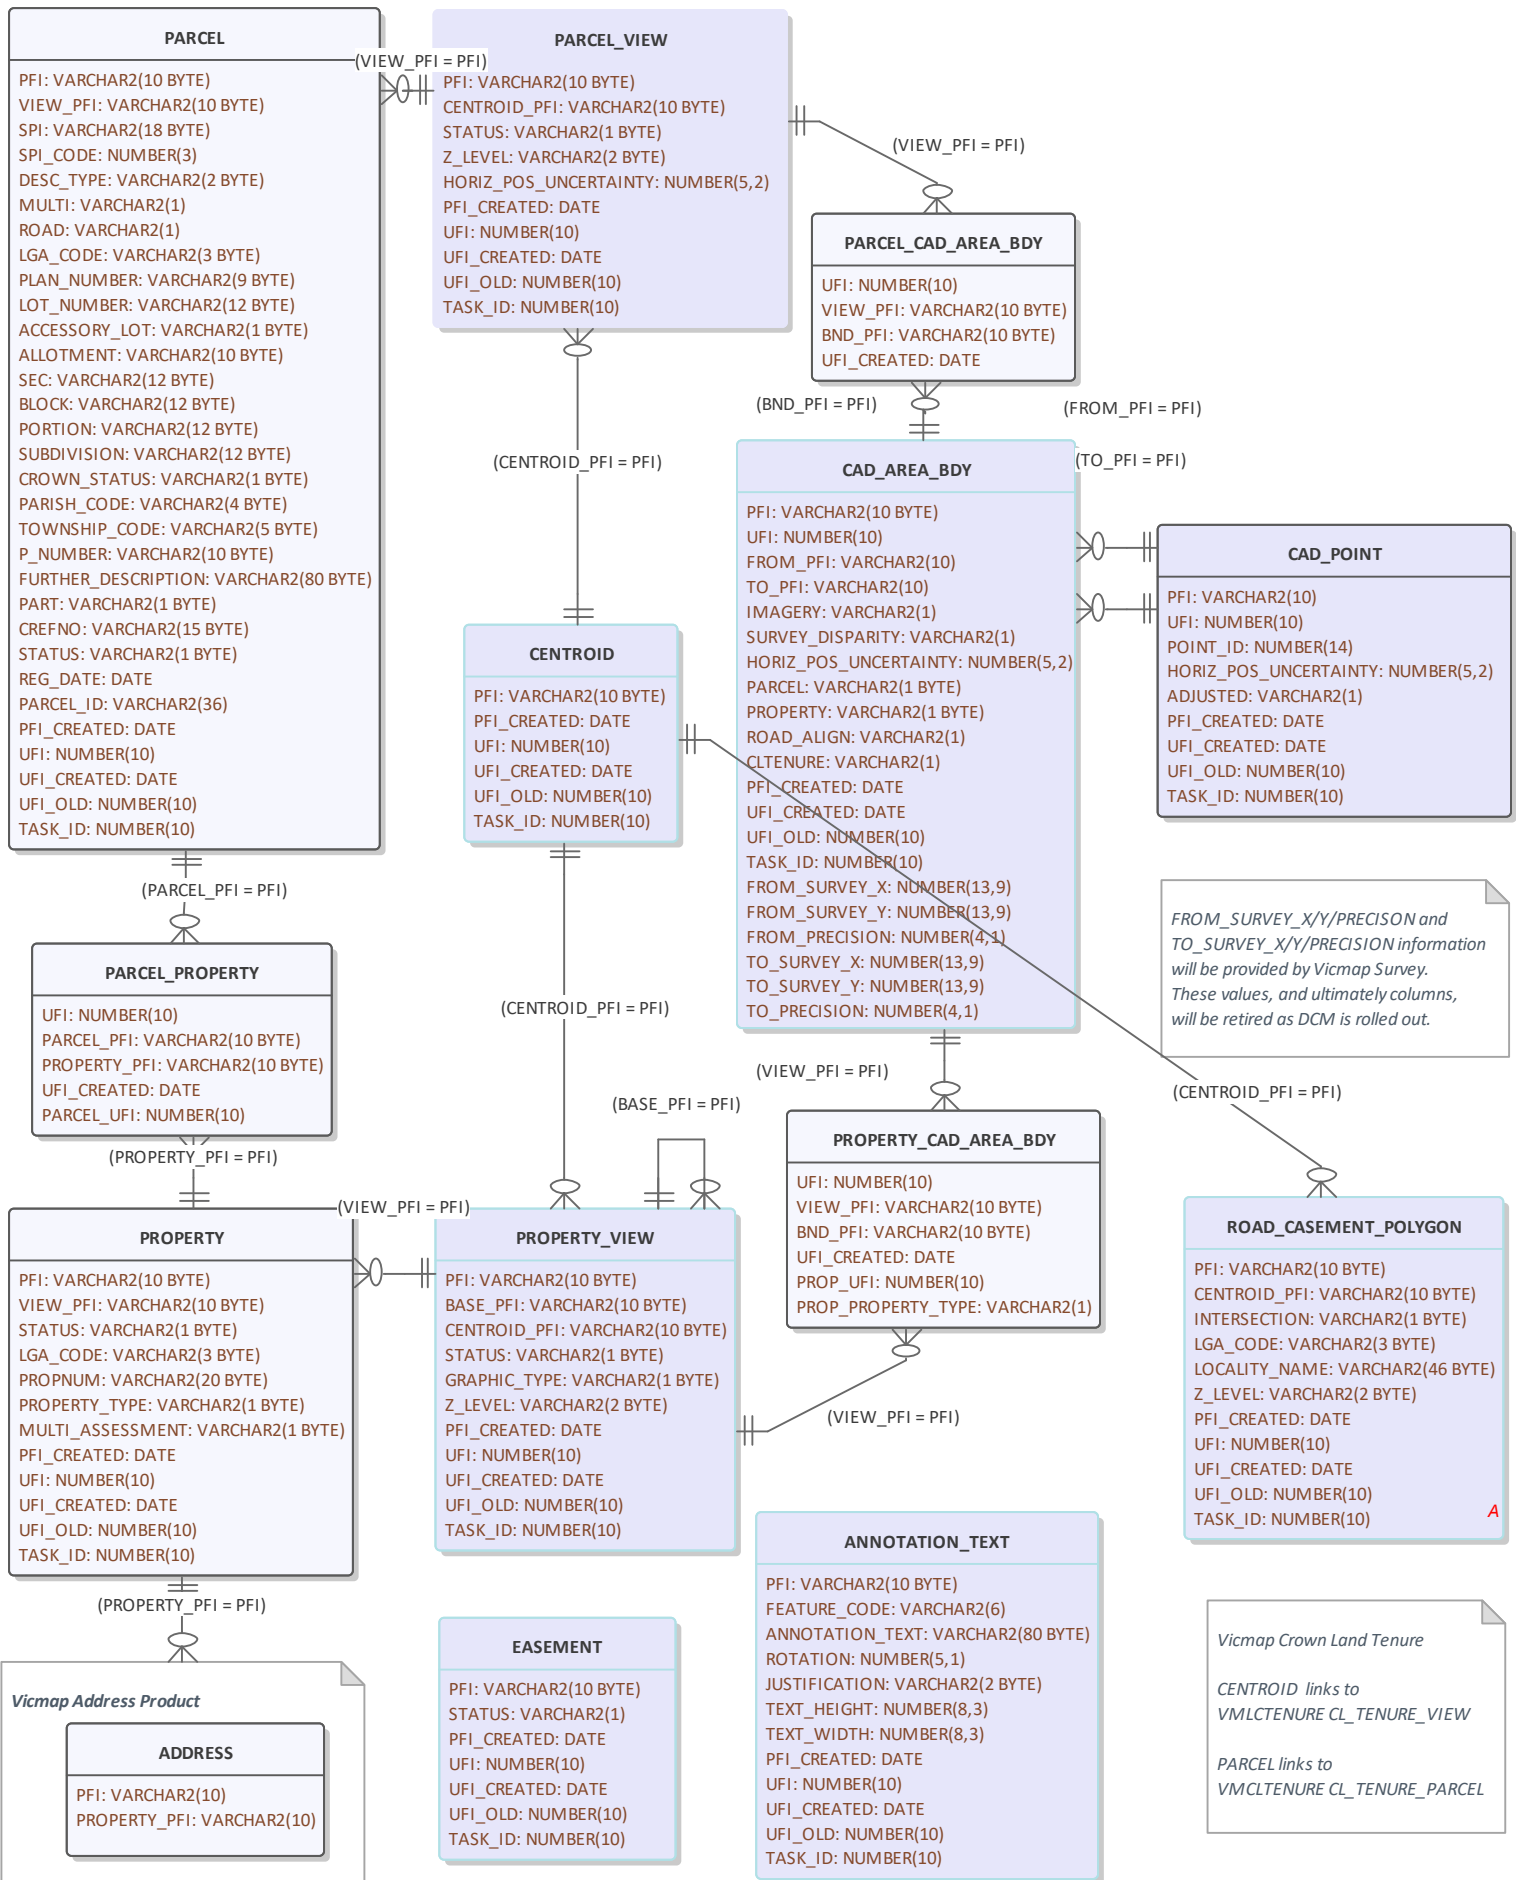 PARCEL
PFI: VARCHAR2(10 BYTE)
VIEW_PFI: VARCHAR2(10 BYTE)
SPI: VARCHAR2(18 BYTE)
SPI_CODE: NUMBER(3)
DESC_TYPE: VARCHAR2(2 BYTE)
MULTI: VARCHAR2(1)
ROAD: VARCHAR2(1)
LGA_CODE: VARCHAR2(3 BYTE)
PLAN_NUMBER: VARCHAR2(9 BYTE)
LOT_NUMBER: VARCHAR2(12 BYTE)
ACCESSORY_LOT: VARCHAR2(1 BYTE)
ALLOTMENT: VARCHAR2(10 BYTE)
SEC: VARCHAR2(12 BYTE)
BLOCK: VARCHAR2(12 BYTE)
PORTION: VARCHAR2(12 BYTE)
SUBDIVISION: VARCHAR2(12 BYTE)
CROWN_STATUS: VARCHAR2(1 BYTE)
PARISH_CODE: VARCHAR2(4 BYTE)
TOWNSHIP_CODE: VARCHAR2(5 BYTE)
P_NUMBER: VARCHAR2(10 BYTE)
FURTHER_DESCRIPTION: VARCHAR2(80 BYTE)
PART: VARCHAR2(1 BYTE)
CREFNO: VARCHAR2(15 BYTE)
STATUS: VARCHAR2(1 BYTE)
REG_DATE: DATE
PARCEL_ID: VARCHAR2(36)
PFI_CREATED: DATE
UFI: NUMBER(10)
UFI_CREATED: DATE
UFI_OLD: NUMBER(10)
TASK_ID: NUMBER(10)
(VIEW_PFI = PFI)
PARCEL_VIEW
PFI: VARCHAR2(10 BYTE)
CENTROID_PFI: VARCHAR2(10 BYTE)
STATUS: VARCHAR2(1 BYTE)
Z_LEVEL: VARCHAR2(2 BYTE)
HORIZ_POS_UNCERTAINTY: NUMBER(5,2)
PFI_CREATED: DATE
UFI: NUMBER(10)
UFI_CREATED: DATE
UFI_OLD: NUMBER(10)
TASK_ID: NUMBER(10)
(VIEW_PFI = PFI)
PARCEL_CAD_AREA_BDY
UFI: NUMBER(10)
VIEW_PFI: VARCHAR2(10 BYTE)
BND_PFI: VARCHAR2(10 BYTE)
UFI_CREATED: DATE
(BND_PFI = PFI)
(FROM_PFI = PFI)
(TO_PFI = PFI)
(CENTROID_PFI = PFI)
CAD_AREA_BDY
PFI: VARCHAR2(10 BYTE)
UFI: NUMBER(10)
FROM_PFI: VARCHAR2(10)
TO_PFI: VARCHAR2(10)
IMAGERY: VARCHAR2(1)
SURVEY_DISPARITY: VARCHAR2(1)
HORIZ_POS_UNCERTAINTY: NUMBER(5,2)
PARCEL: VARCHAR2(1 BYTE)
PROPERTY: VARCHAR2(1 BYTE)
ROAD_ALIGN: VARCHAR2(1)
CLTENURE: VARCHAR2(1)
PFI_CREATED: DATE
UFI_CREATED: DATE
UFI_OLD: NUMBER(10)
TASK_ID: NUMBER(10)
FROM_SURVEY_X: NUMBER(13,9)
FROM_SURVEY_Y: NUMBER(13,9)
FROM_PRECISION: NUMBER(4,1)
TO_SURVEY_X: NUMBER(13,9)
TO_SURVEY_Y: NUMBER(13,9)
TO_PRECISION: NUMBER(4,1)
CAD_POINT
PFI: VARCHAR2(10)
UFI: NUMBER(10)
POINT_ID: NUMBER(14)
HORIZ_POS_UNCERTAINTY: NUMBER(5,2)
ADJUSTED: VARCHAR2(1)
PFI_CREATED: DATE
UFI_CREATED: DATE
UFI_OLD: NUMBER(10)
TASK_ID: NUMBER(10)
CENTROID
PFI: VARCHAR2(10 BYTE)
PFI_CREATED: DATE
UFI: NUMBER(10)
UFI_CREATED: DATE
UFI_OLD: NUMBER(10)
TASK_ID: NUMBER(10)
FROM_SURVEY_X/Y/PRECISON and
TO_SURVEY_X/Y/PRECISION information
will be provided by Vicmap Survey.
These values, and ultimately columns,
will be retired as DCM is rolled out.
(PARCEL_PFI = PFI)
PARCEL_PROPERTY
UFI: NUMBER(10)
PARCEL_PFI: VARCHAR2(10 BYTE)
PROPERTY_PFI: VARCHAR2(10 BYTE)
UFI_CREATED: DATE
PARCEL_UFI: NUMBER(10)
(PROPERTY_PFI = PFI)
(CENTROID_PFI = PFI)
(VIEW_PFI = PFI)
(BASE_PFI = PFI)
(CENTROID_PFI = PFI)
PROPERTY_CAD_AREA_BDY
UFI: NUMBER(10)
VIEW_PFI: VARCHAR2(10 BYTE)
BND_PFI: VARCHAR2(10 BYTE)
UFI_CREATED: DATE
PROP_UFI: NUMBER(10)
PROP_PROPERTY_TYPE: VARCHAR2(1)
(VIEW_PFI = PFI)
PROPERTY
PFI: VARCHAR2(10 BYTE)
VIEW_PFI: VARCHAR2(10 BYTE)
STATUS: VARCHAR2(1 BYTE)
LGA_CODE: VARCHAR2(3 BYTE)
PROPNUM: VARCHAR2(20 BYTE)
PROPERTY_TYPE: VARCHAR2(1 BYTE)
MULTI_ASSESSMENT: VARCHAR2(1 BYTE)
PFI_CREATED: DATE
UFI: NUMBER(10)
UFI_CREATED: DATE
UFI_OLD: NUMBER(10)
TASK_ID: NUMBER(10)
(VIEW_PFI = PFI)
PROPERTY_VIEW
PFI: VARCHAR2(10 BYTE)
BASE_PFI: VARCHAR2(10 BYTE)
CENTROID_PFI: VARCHAR2(10 BYTE)
STATUS: VARCHAR2(1 BYTE)
GRAPHIC_TYPE: VARCHAR2(1 BYTE)
Z_LEVEL: VARCHAR2(2 BYTE)
PFI_CREATED: DATE
UFI: NUMBER(10)
UFI_CREATED: DATE
UFI_OLD: NUMBER(10)
TASK_ID: NUMBER(10)
ROAD_CASEMENT_POLYGON
PFI: VARCHAR2(10 BYTE)
CENTROID_PFI: VARCHAR2(10 BYTE)
INTERSECTION: VARCHAR2(1 BYTE)
LGA_CODE: VARCHAR2(3 BYTE)
LOCALITY_NAME: VARCHAR2(46 BYTE)
Z_LEVEL: VARCHAR2(2 BYTE)
PFI_CREATED: DATE
UFI: NUMBER(10)
UFI_CREATED: DATE
UFI_OLD: NUMBER(10)
TASK_ID: NUMBER(10)
A
(PROPERTY_PFI = PFI)
Vicmap Address Product
ADDRESS
PFI: VARCHAR2(10)
PROPERTY_PFI: VARCHAR2(10)
EASEMENT
PFI: VARCHAR2(10 BYTE)
STATUS: VARCHAR2(1)
PFI_CREATED: DATE
UFI: NUMBER(10)
UFI_CREATED: DATE
UFI_OLD: NUMBER(10)
TASK_ID: NUMBER(10)
ANNOTATION_TEXT
PFI: VARCHAR2(10 BYTE)
FEATURE_CODE: VARCHAR2(6)
ANNOTATION_TEXT: VARCHAR2(80 BYTE)
ROTATION: NUMBER(5,1)
JUSTIFICATION: VARCHAR2(2 BYTE)
TEXT_HEIGHT: NUMBER(8,3)
TEXT_WIDTH: NUMBER(8,3)
PFI_CREATED: DATE
UFI: NUMBER(10)
UFI_CREATED: DATE
UFI_OLD: NUMBER(10)
TASK_ID: NUMBER(10)
Vicmap Crown Land Tenure
CENTROID links to
VMLCTENURE CL_TENURE_VIEW
PARCEL links to
VMCLTENURE CL_TENURE_PARCEL